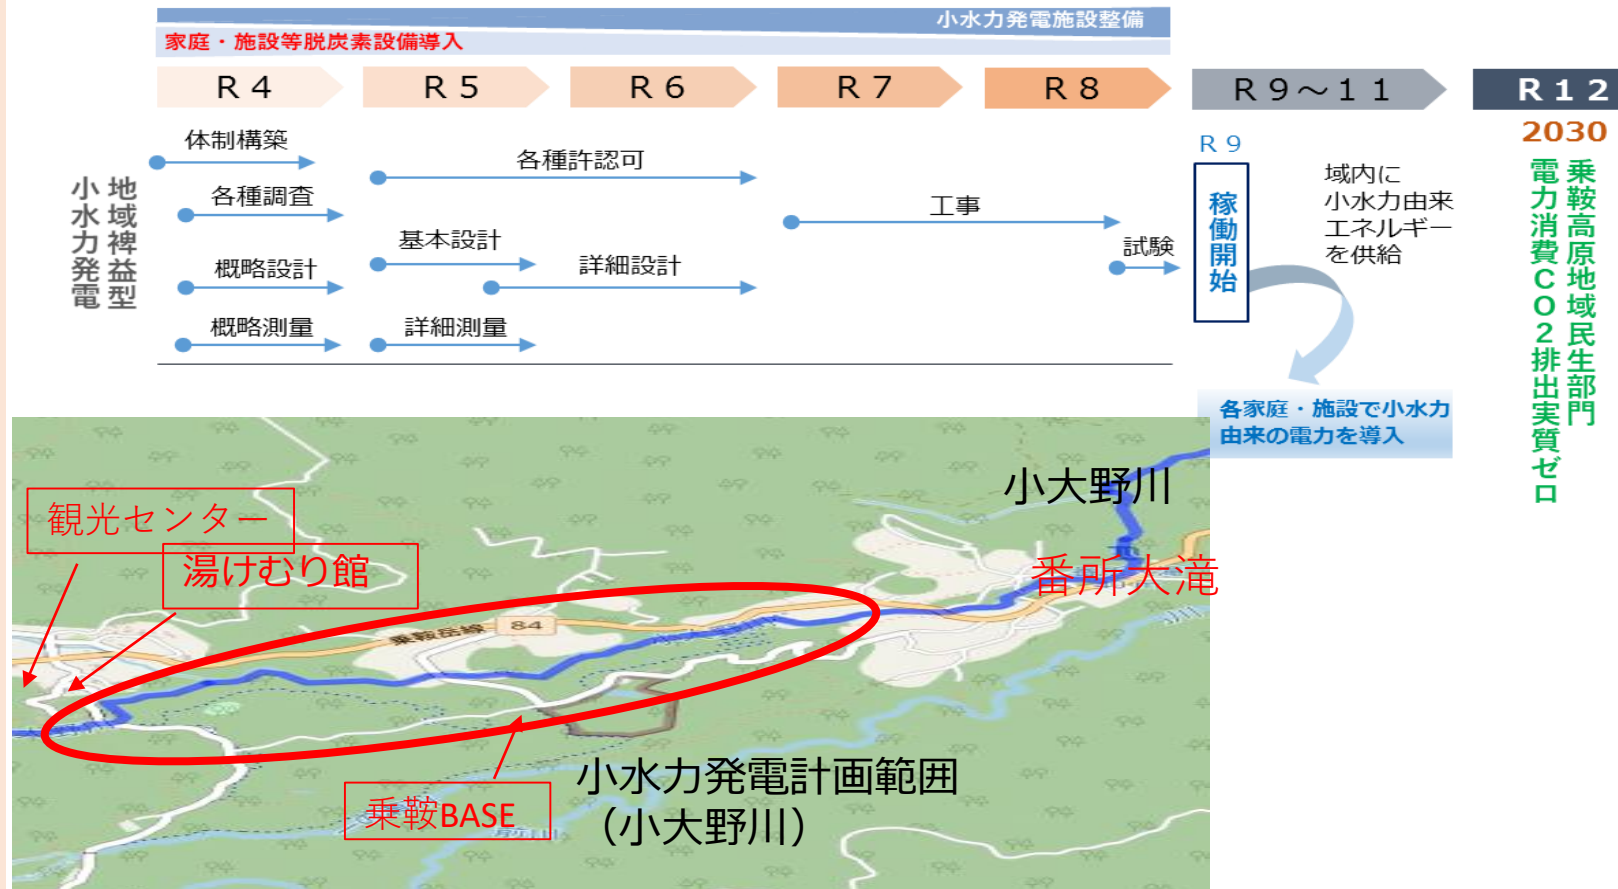 小水力発電施設整備
家庭・施設等脱炭素設備導入
R4
R5
R6
R7
R8
R9～11
R12
2030
地域裨益型
小水力発電
体制構築
各種調査
概略設計
概略測量
各種許認可
基本設計
詳細設計
詳細測量
工事
試験
R9
稼働開始
域内に
小水力由来
エネルギー
を供給
各家庭・施設で小水力
由来の電力を導入
乗鞍高原地域民生部門
電力消費CO2排出実質ゼロ
小大野川
観光センター
湯けむり館
番所大滝
乗鞍岳線
84
小大野川
乗鞍BASE
小水力発電計画範囲
（小大野川）